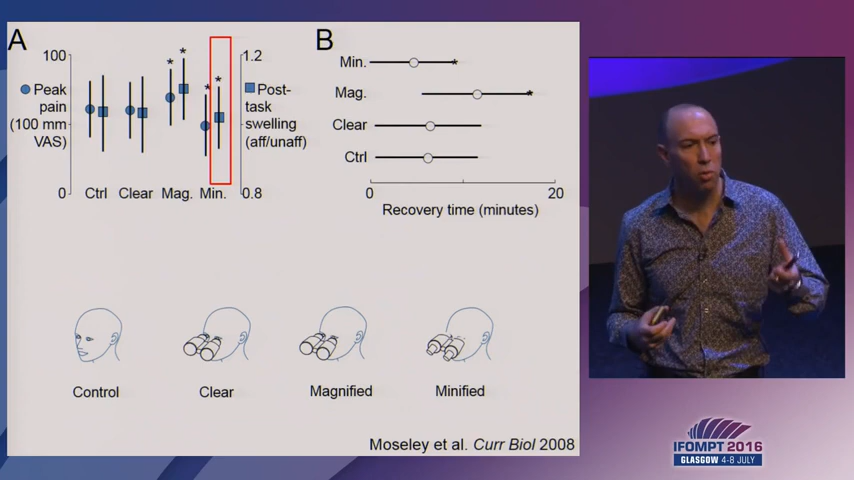 A
100
1.2
Peak
pain
(100 mm
VAS)
* * * *
Post-
task
swelling
(aff/unaff)
0
0.8
Ctrl Clear Mag. Min.
B
Min. *
Mag. *
Clear
Ctrl
0 20
Recovery time (minutes)
Control Clear Magnified Minified
Moseley et al. Curr Biol 2008
IFOMPT 2016
GLASGOW 4-8 JULY